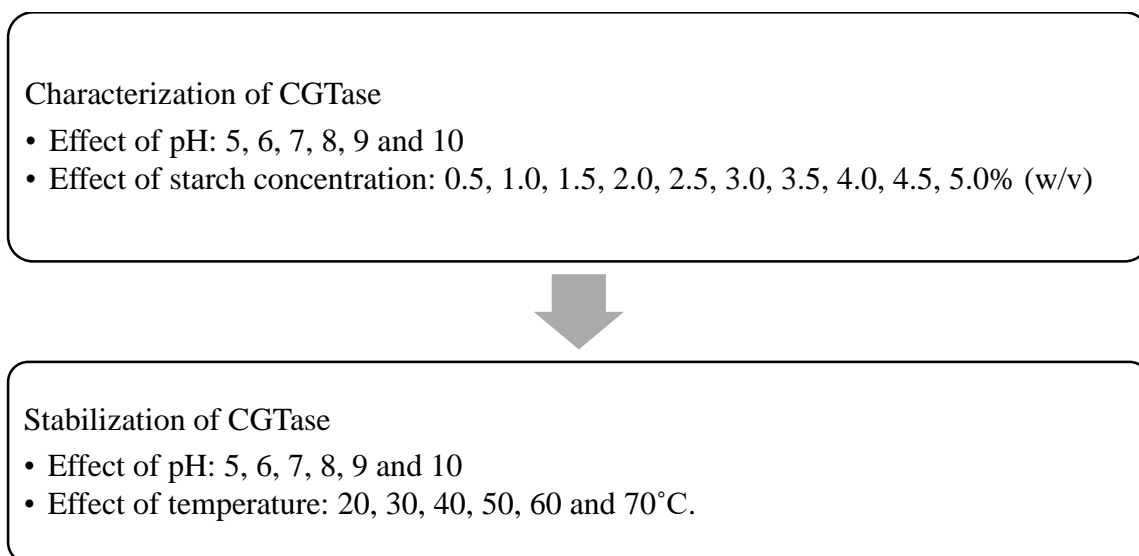 Characterization of CGTase
• Effect of pH: 5, 6, 7, 8, 9 and 10
• Effect of starch concentration: 0.5, 1.0, 1.5, 2.0, 2.5, 3.0, 3.5, 4.0, 4.5, 5.0% (w/v)
Stabilization of CGTase
• Effect of pH: 5, 6, 7, 8, 9 and 10
• Effect of temperature: 20, 30, 40, 50, 60 and 70˚C.